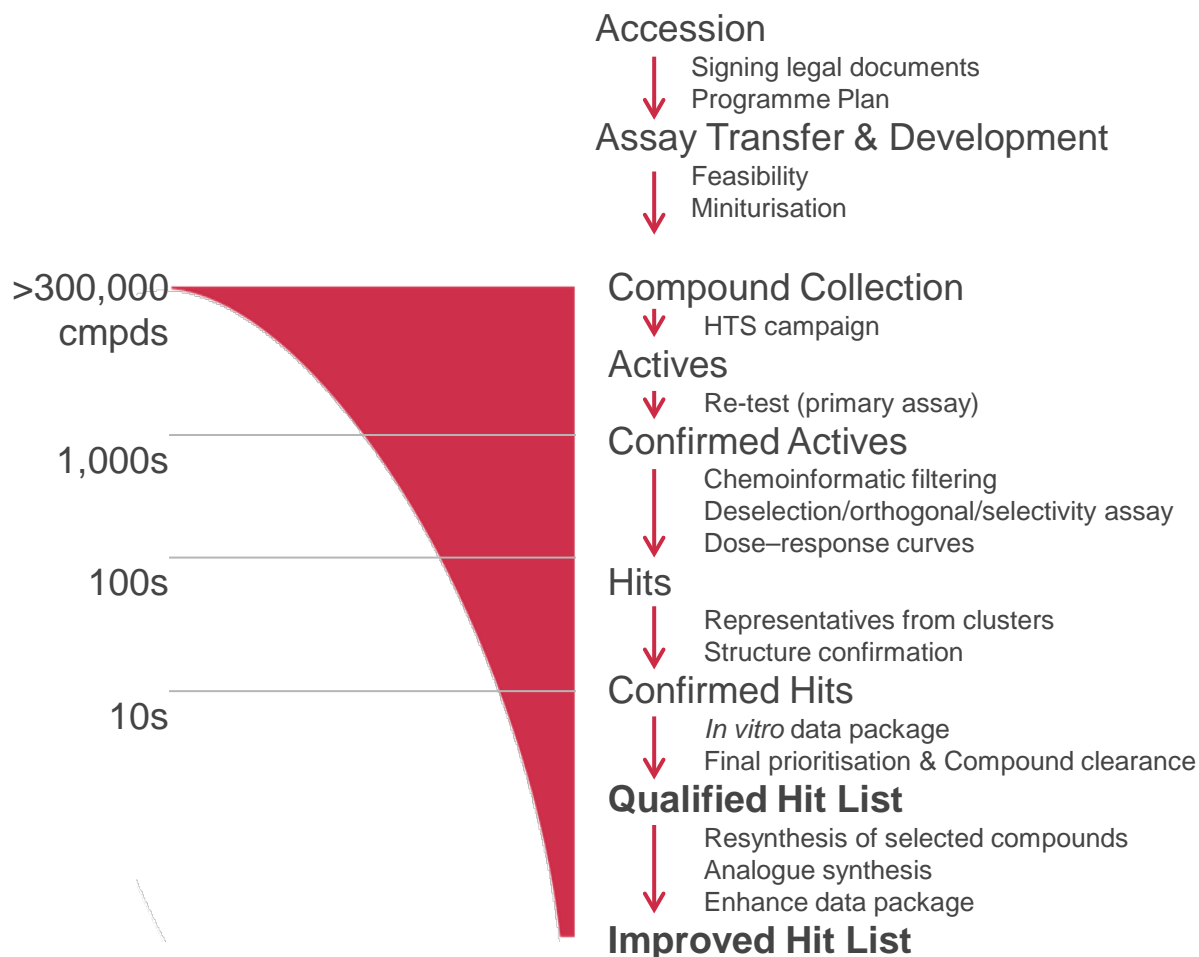 Accession
Signing legal documents
Programme Plan
Assay Transfer & Development
Feasibility
Miniturisation
>300,000
cmpds
Compound Collection
HTS campaign
Actives
Re-test (primary assay)
1,000s
Confirmed Actives
Chemoinformatic filtering
Deselection/orthogonal/selectivity assay
Dose–response curves
100s
Hits
Representatives from clusters
Structure confirmation
10s
Confirmed Hits
In vitro data package
Final prioritisation & Compound clearance
Qualified Hit List
Resynthesis of selected compounds
Analogue synthesis
Enhance data package
Improved Hit List